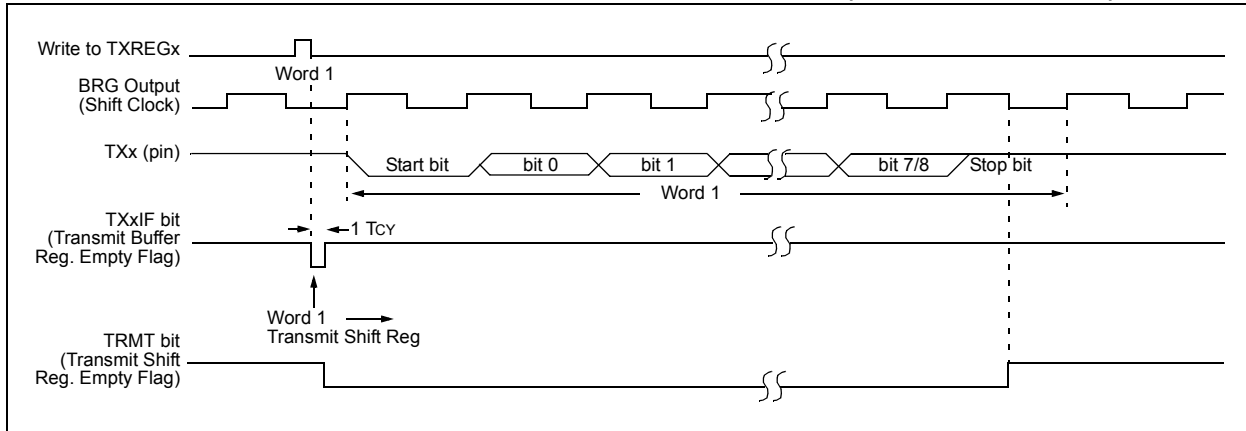 Write to TXREGx
Word 1
BRG Output
(Shift Clock)
TXx (pin)
Start bit
bit 0
bit 1
bit 7/8
Stop bit
Word 1
TXxIF bit
(Transmit Buffer
Reg. Empty Flag)
1 TCY
Word 1
Transmit Shift Reg
TRMT bit
(Transmit Shift
Reg. Empty Flag)